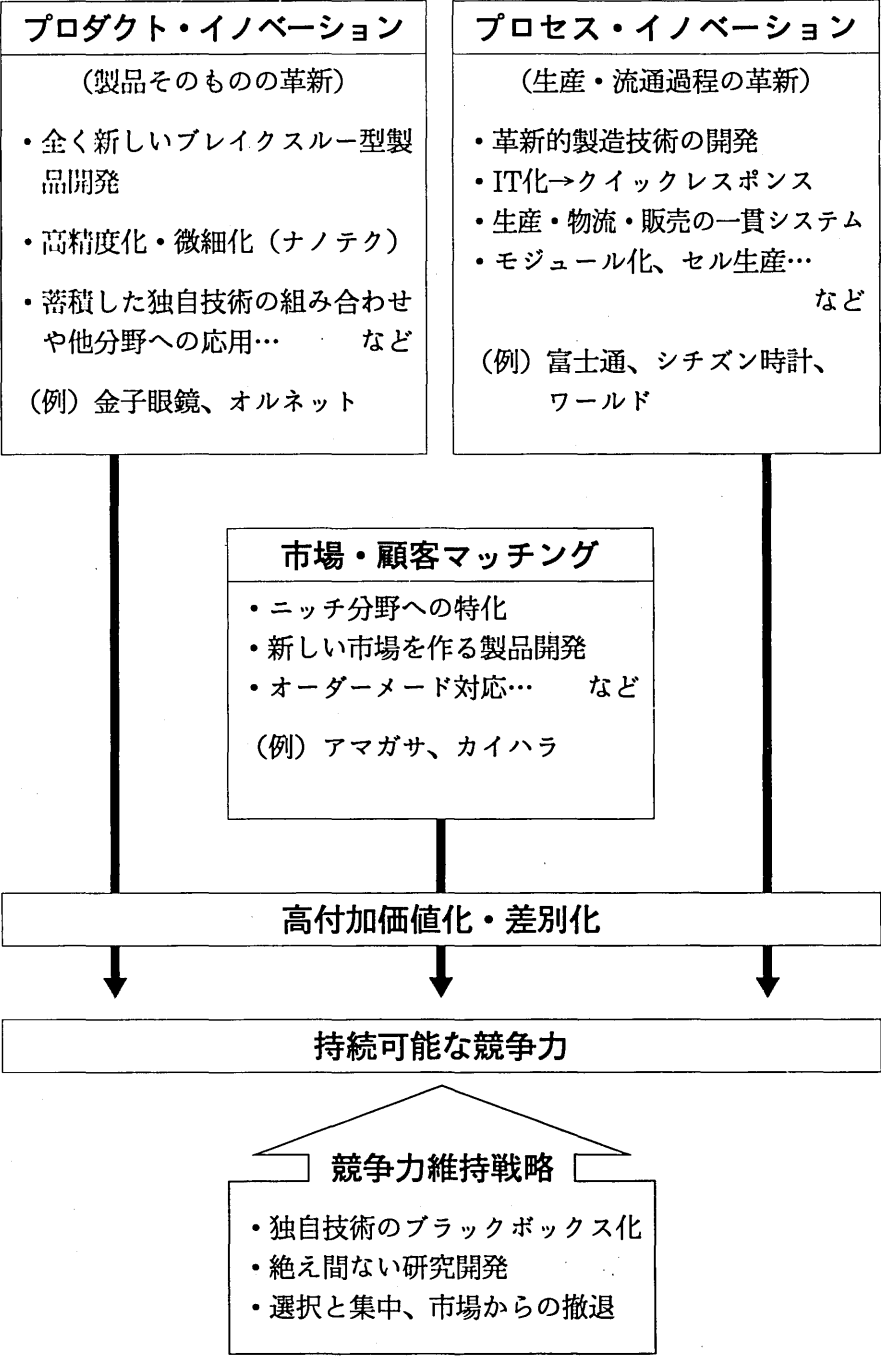 プロダクト・イノベーション
（製品そのものの革新）
・全く新しいブレイクスルー型製
品開発
・高精度化・微細化（ナノテク）
・蓄積した独自技術の組み合わせ
や他分野への応用… など
（例）金子眼鏡、オルネット
プロセス・イノベーション
（生産・流通過程の革新）
・革新的製造技術の開発
・IT化→クイックレスポンス
・生産・物流・販売の一貫システム
・モジュール化、セル生産…
など
（例）富士通、シチズン時計、
ワールド
市場・顧客マッチング
・ニッチ分野への特化
・新しい市場を作る製品開発
・オーダーメード対応… など
（例）アマガサ、カイハラ
高付加価値化・差別化
持続可能な競争力
競争力維持戦略
・独自技術のブラックボックス化
・絶え間ない研究開発
・選択と集中、市場からの撤退